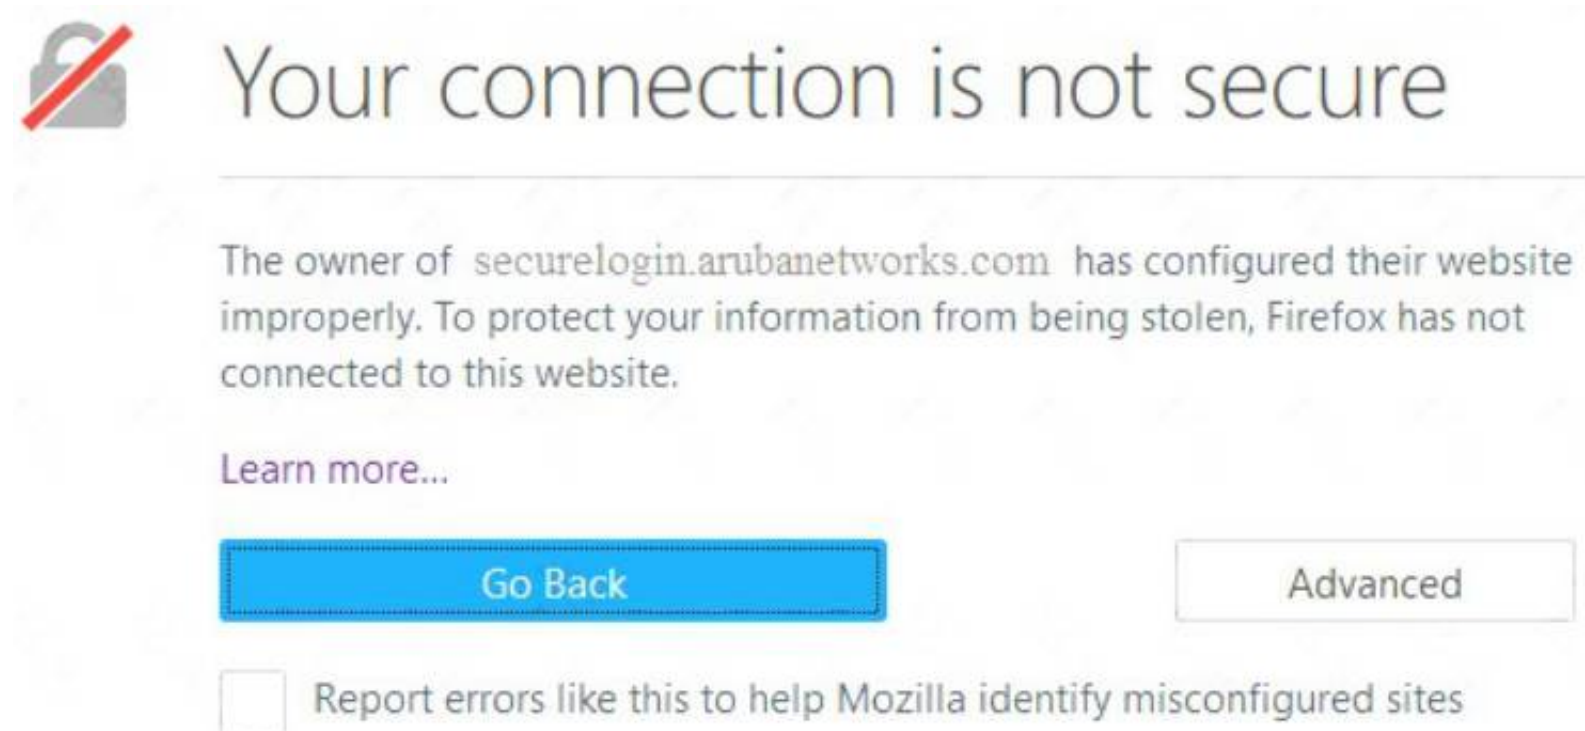 Your connection is not secure
The owner of securelogin.arubanetworks.com has configured their website
improperly. To protect your information from being stolen, Firefox has not
connected to this website.
Learn more...
Go Back
Advanced
Report errors like this to help Mozilla identify misconfigured sites